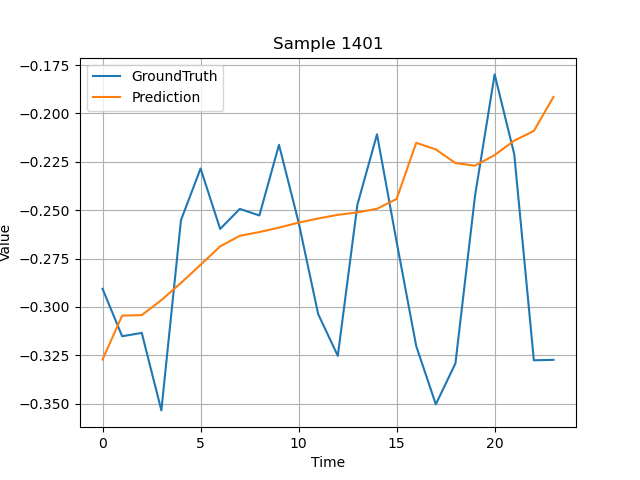 Sample 1401
GroundTruth
Prediction
−0.175
−0.200
−0.225
−0.250
−0.275
−0.300
−0.325
−0.350
Value
0 5 10 15 20
Time